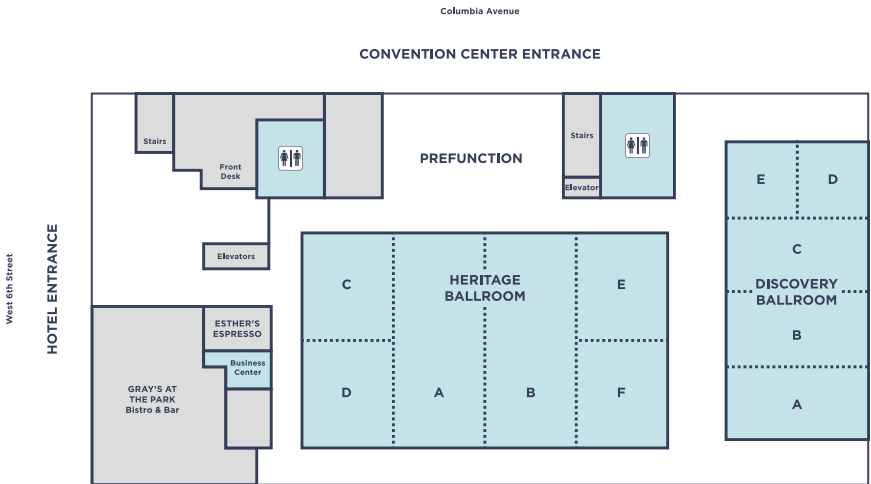 Columbia Avenue
CONVENTION CENTER ENTRANCE
West 6th Street
HOTEL ENTRANCE
Stairs
Front
Desk
Elevators
PREFUNCTION
Stairs
Elevator
ESTHER'S
ESPRESSO
Business
Center
GRAY'S AT
THE PARK
Bistro & Bar
HERITAGE
BALLROOM
C
E
D
A
B
F
DISCOVERY
BALLROOM
E
D
C
B
A